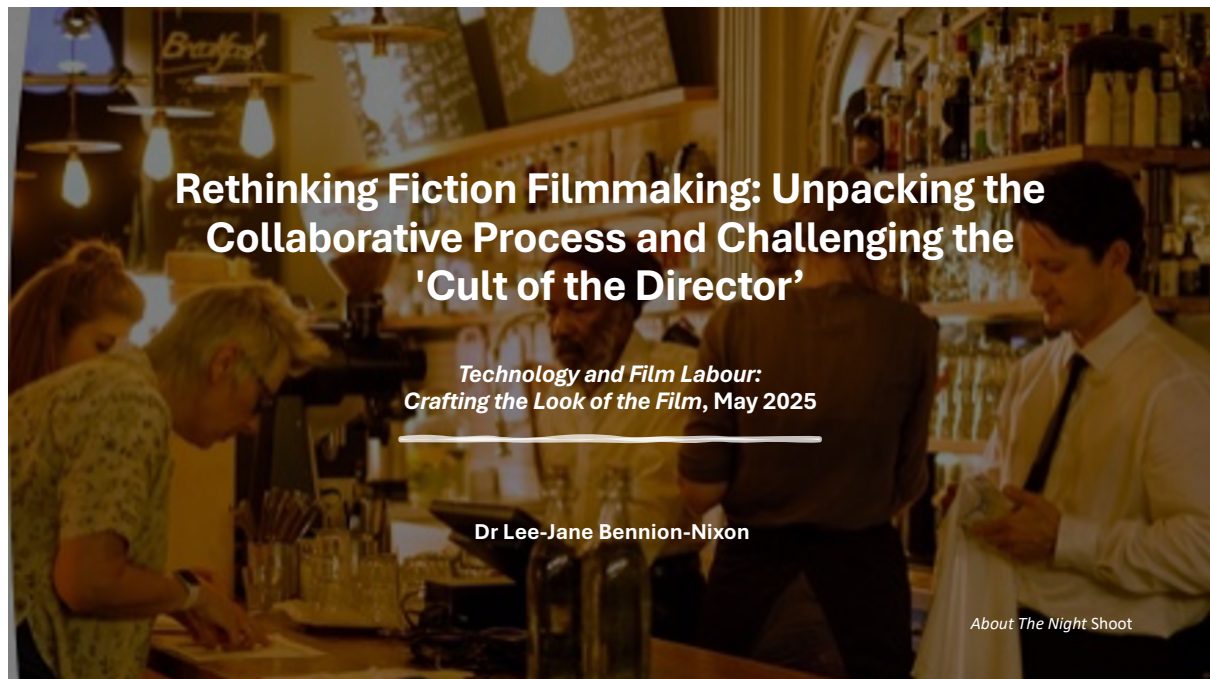 Breakfast
Rethinking Fiction Filmmaking: Unpacking the
Collaborative Process and Challenging the
'Cult of the Director’
Technology and Film Labour:
Crafting the Look of the Film, May 2025
Dr Lee-Jane Bennion-Nixon
About The Night Shoot